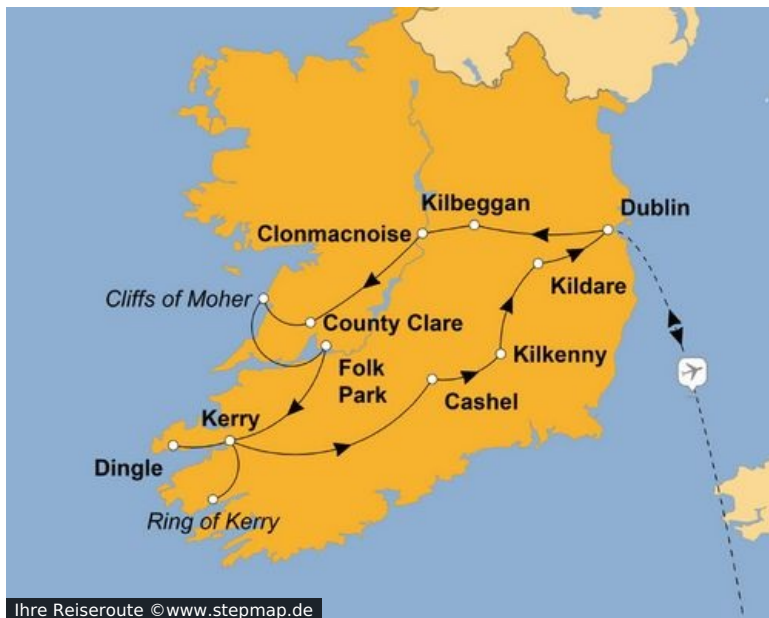 Kilbeggan
Dublin
Clonmacnoise
Kildare
Cliffs of Moher
County Clare
Kilkenny
Folk
Park
Cashel
Kerry
Dingle
Ring of Kerry
Ihre Reiseroute ©www.stepmap.de